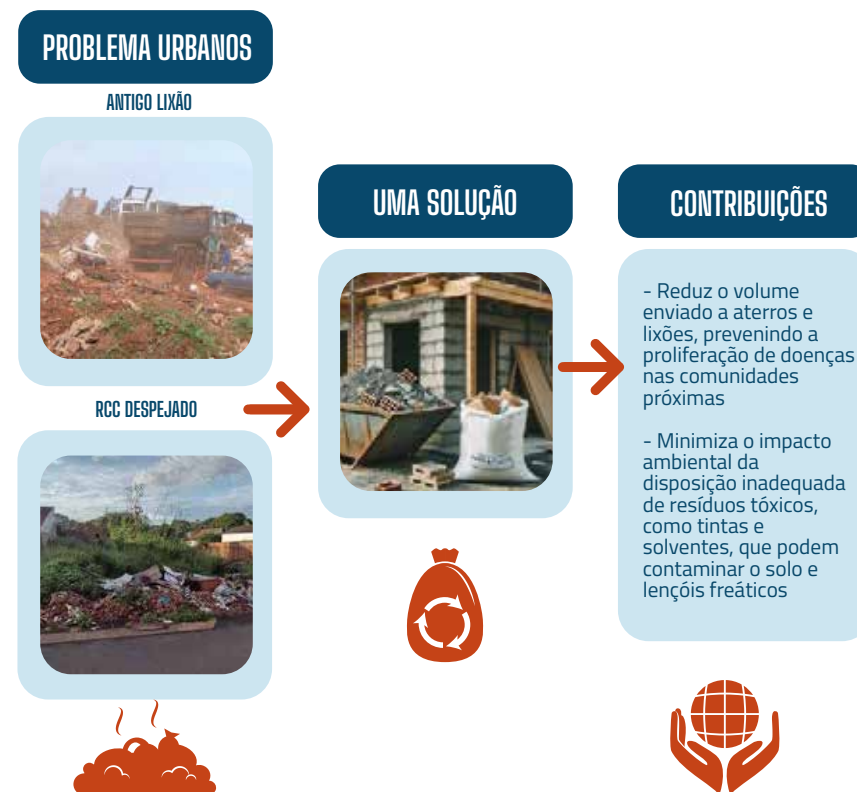 PROBLEMA URBANOS
ANTIGO LIXÃO
RCC DESPEJADO
UMA SOLUÇÃO
CONTRIBUIÇÕES
- Reduz o volume
enviado a aterros e
lixões, prevenindo a
proliferação de doenças
nas comunidades
próximas
- Minimiza o impacto
ambiental da
disposição inadequada
de resíduos tóxicos,
como tintas e
solventes, que podem
contaminar o solo e
lençóis freáticos